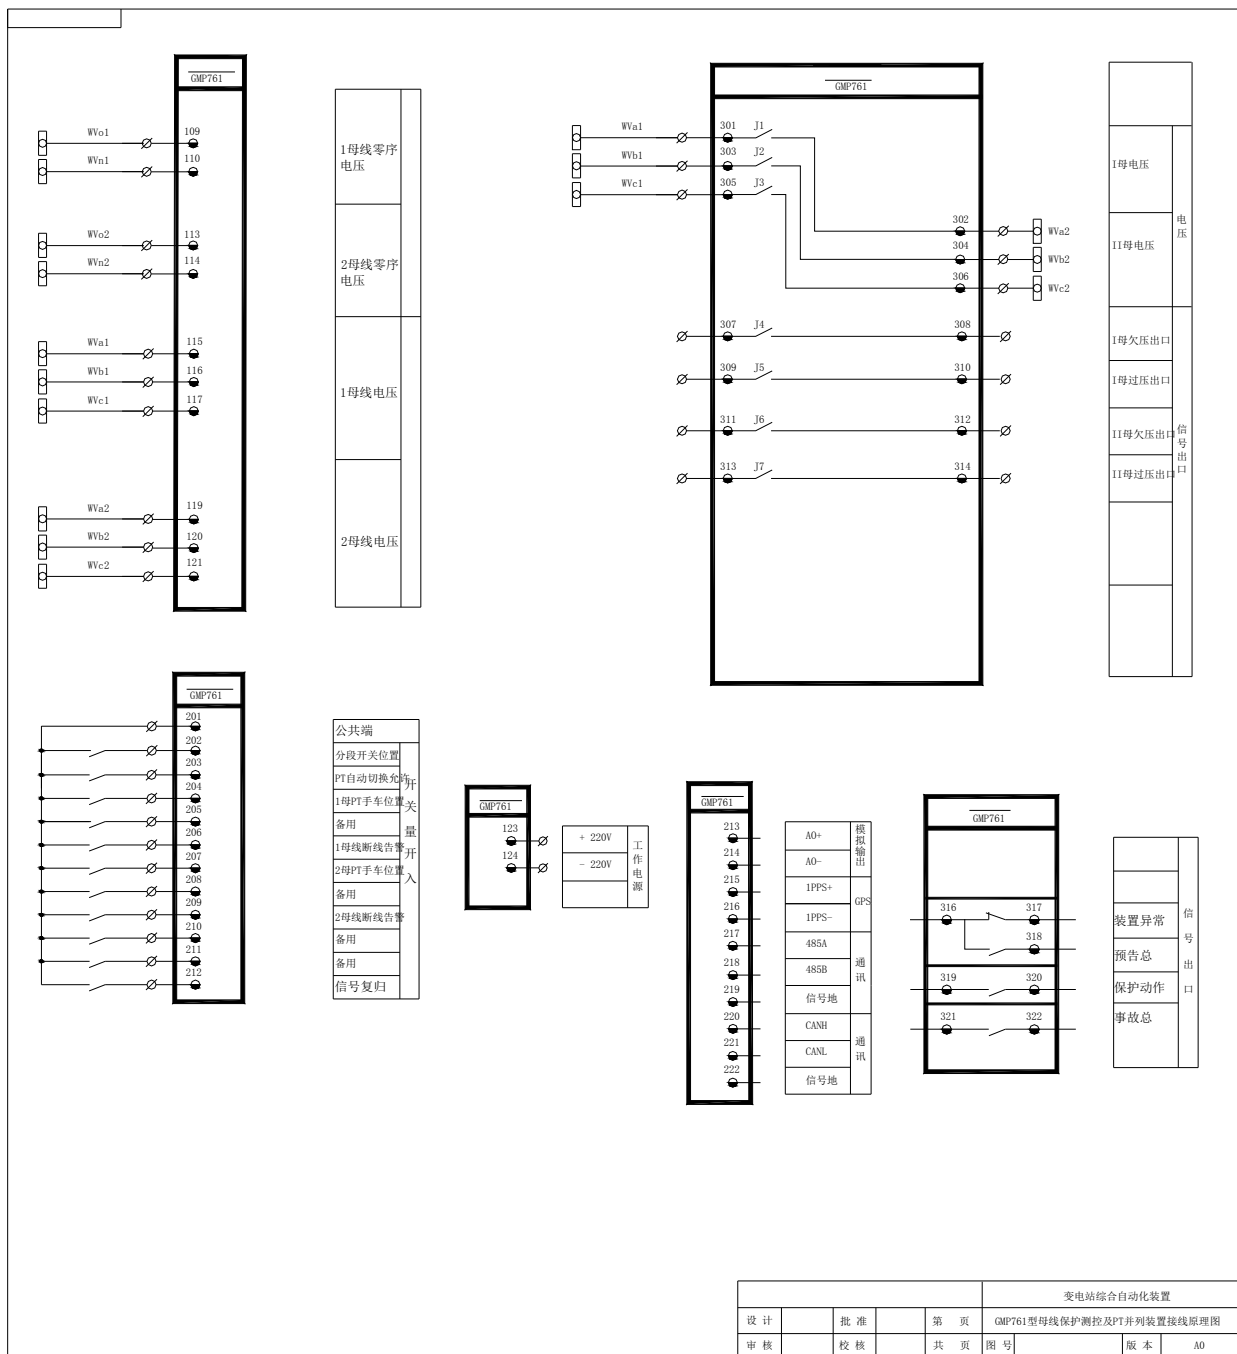 GMP761
WVo1
109
WVn1
110
WVo2
113
WVn2
114
WVa1
115
WVb1
116
WVc1
117
WVa2
119
WVb2
120
WVc2
121
1母线零序
电压
2母线零序
电压
1母线电压
2母线电压
GMP761
WVa1
301
J1
WVb1
303
J2
WVc1
305
J3
302
WVa2
304
WVb2
306
WVc2
307
J4
308
309
J5
310
311
J6
312
313
J7
314
I母电压
II母电压
电压
I母欠压出口
I母过压出口
II母欠压出口
II母过压出口
信号出口
GMP761
201
202
203
204
205
206
207
208
209
210
211
212
公共端
分段开关位置
PT自动切换允许
1母PT手车位置
备用
1母线断线告警
2母PT手车位置
备用
2母线断线告警
备用
备用
信号复归
开关量开入
GMP761
123
124
+ 220V
- 220V
工作电源
GMP761
213
214
215
216
217
218
219
220
221
222
AO+
AO-
模拟输出
1PPS+
1PPS-
GPS
485A
485B
信号地
通讯
CANH
CANL
信号地
通讯
GMP761
316
317
318
319
320
321
322
装置异常
预告总
保护动作
事故总
信号出口
变电站综合自动化装置
设 计
批 准
第 页
GMP761型母线保护测控及PT并列装置接线原理图
审 核
校 核
共 页
图 号
版 本
A0